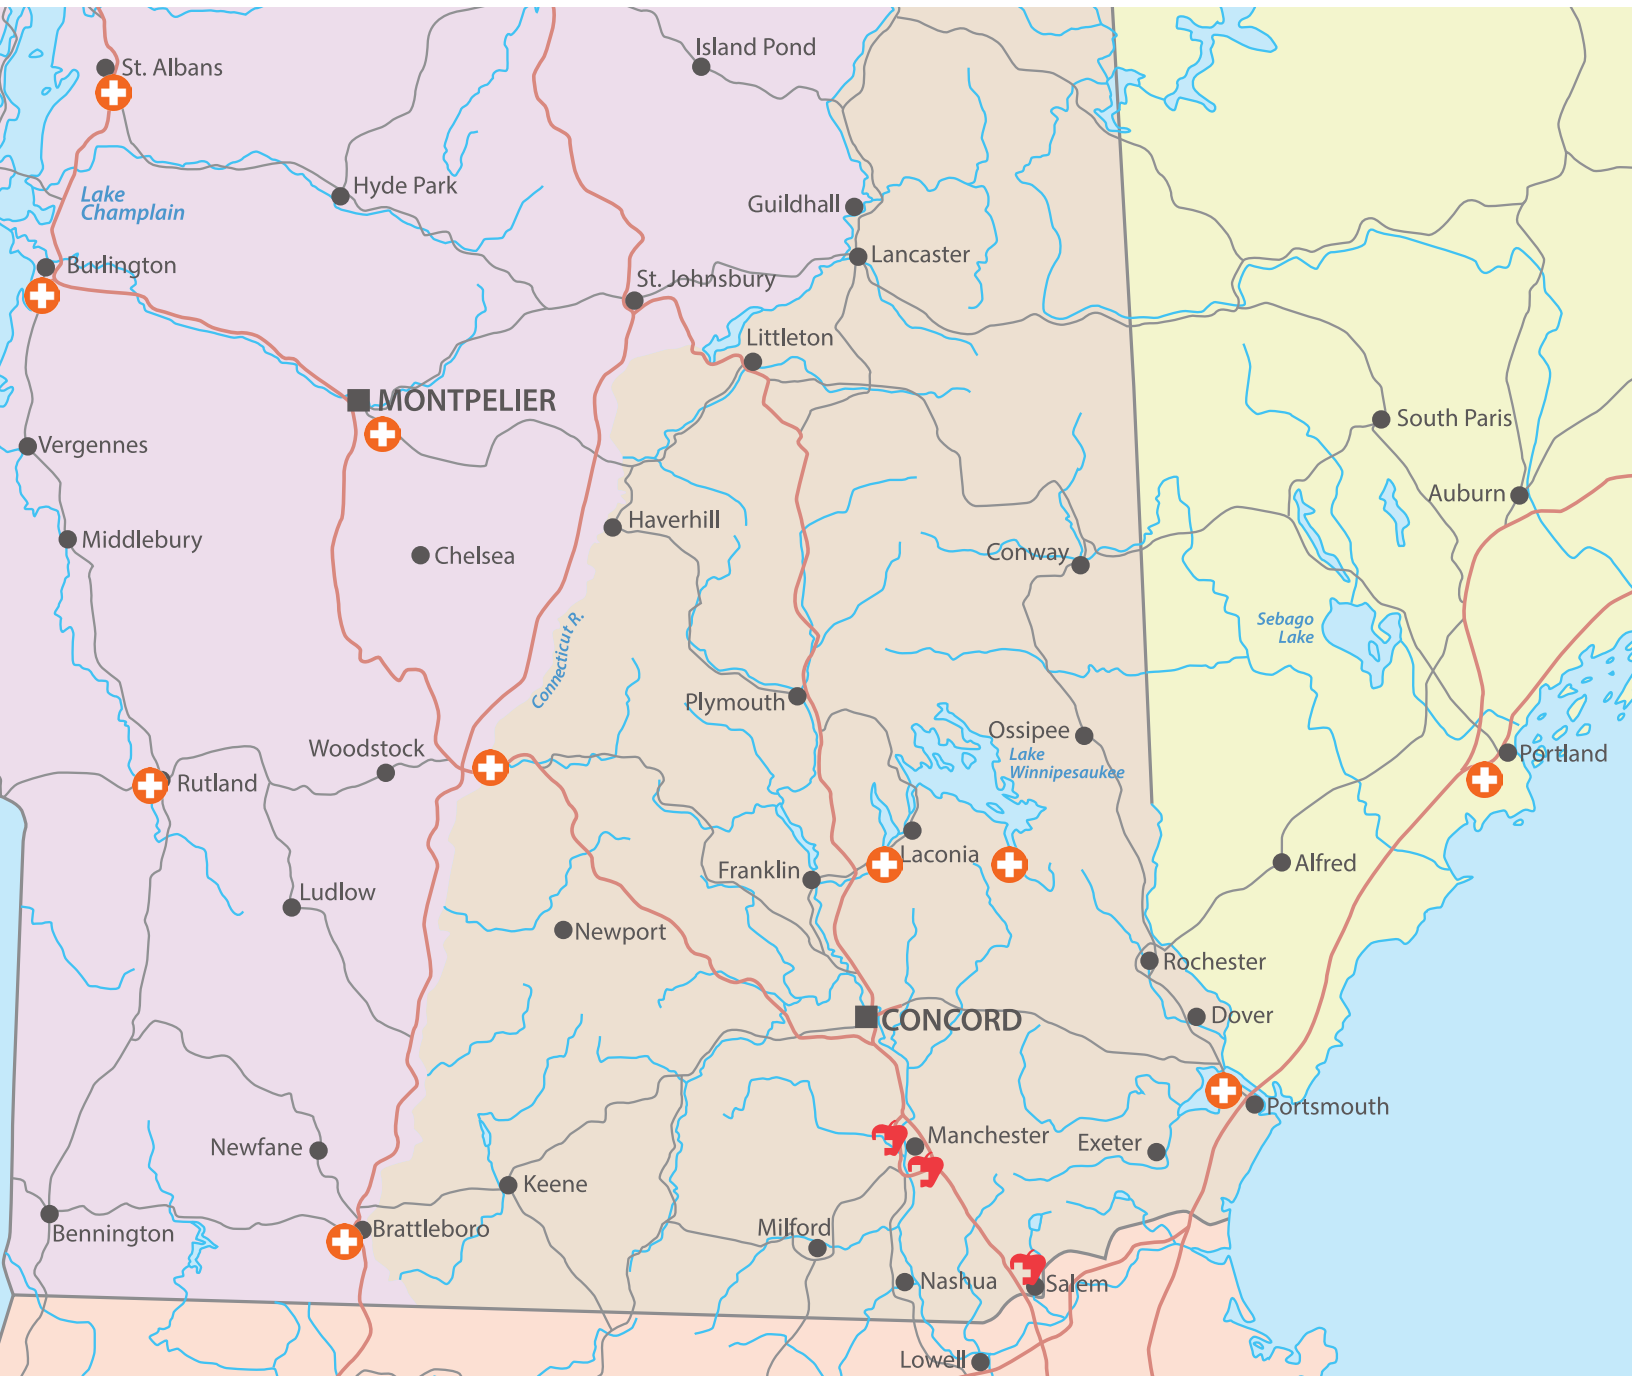 Island Pond
St. Albans
Hyde Park
Lake
Champlain
Guildhall
Lancaster
Burlington
St. Johnsbury
Littleton
MONTPELIER
South Paris
Vergennes
Auburn
Haverhill
Middlebury
Conway
Chelsea
Sebago
Lake
Connecticut R.
Plymouth
Ossipee
Woodstock
Lake
Winnipesaukee
Portland
Rutland
Laconia
Alfred
Franklin
Ludlow
Newport
Rochester
Dover
CONCORD
Portsmouth
Manchester
Exeter
Newfane
Keene
Milford
Brattleboro
Bennington
Nashua
Salem
Lowell